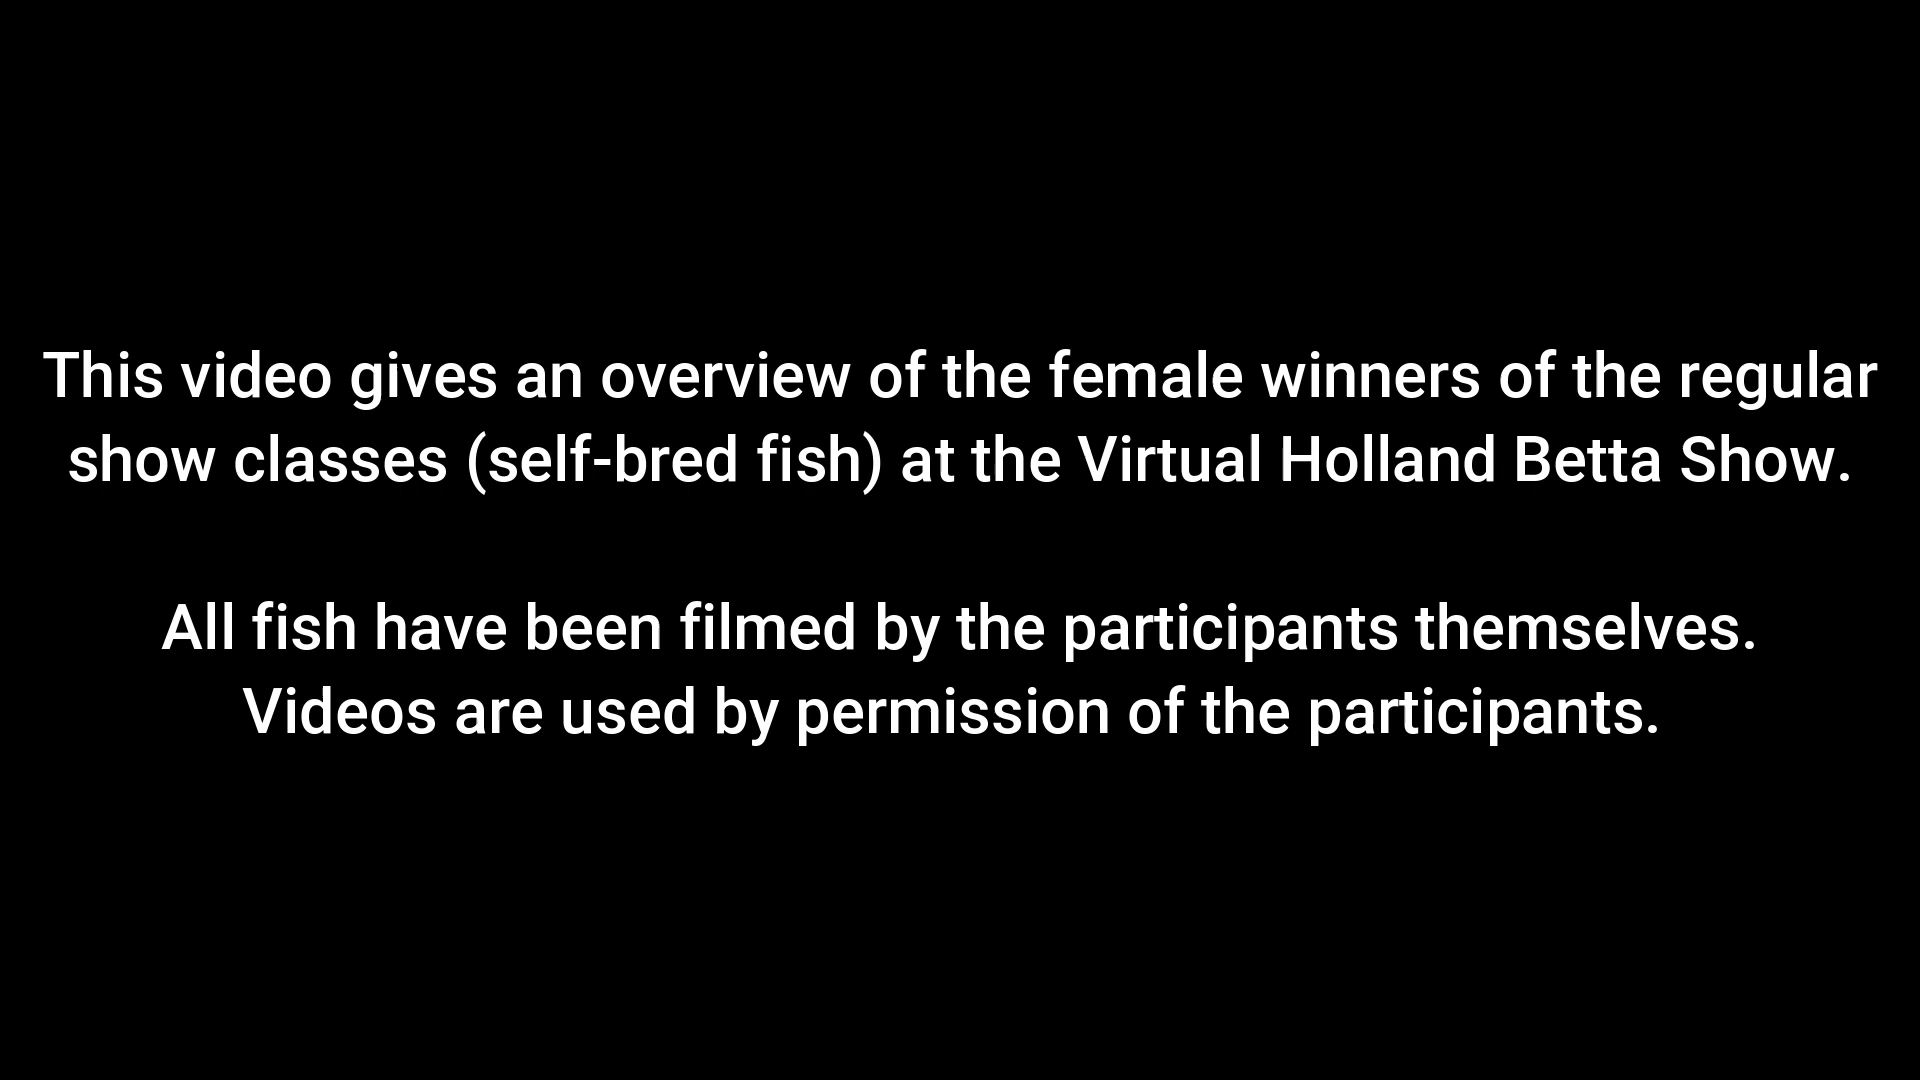 This video gives an overview of the female winners of the regular
show classes (self-bred fish) at the Virtual Holland Betta Show.
All fish have been filmed by the participants themselves.
Videos are used by permission of the participants.